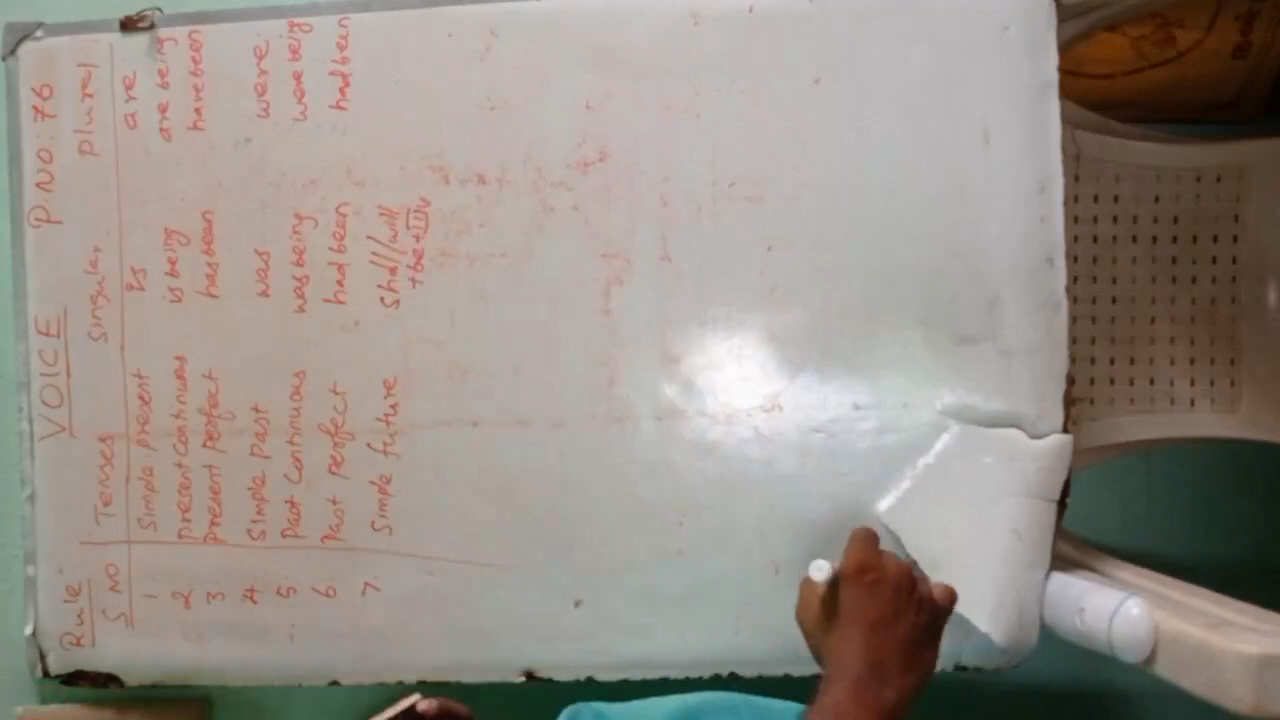 VOICE P.NO:76
Rule
S NO Tenses Singular Plural
1 Simple present is are
2 present continuous is being are being
3 present perfect has been have been
4 Simple past was were
5. Past Continuous was being were being
6 Past perfect had been had been
7 Simple future shall/will
+be+III v